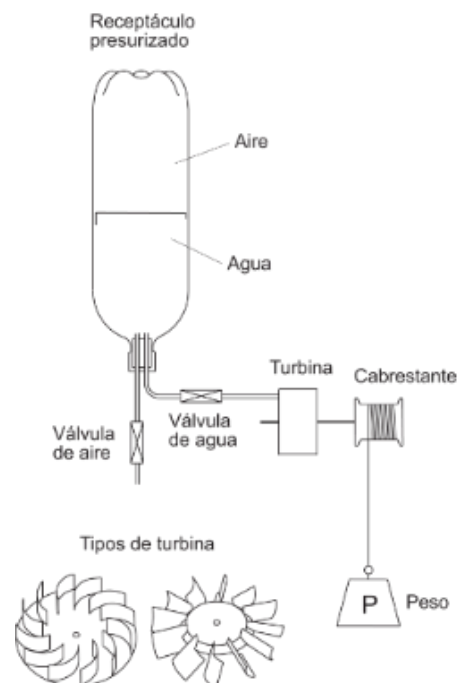 Receptáculo
presurizado
Aire
Agua
Turbina
Cabrestante
Válvula
de aire
Válvula
de agua
Tipos de turbina
P
Peso